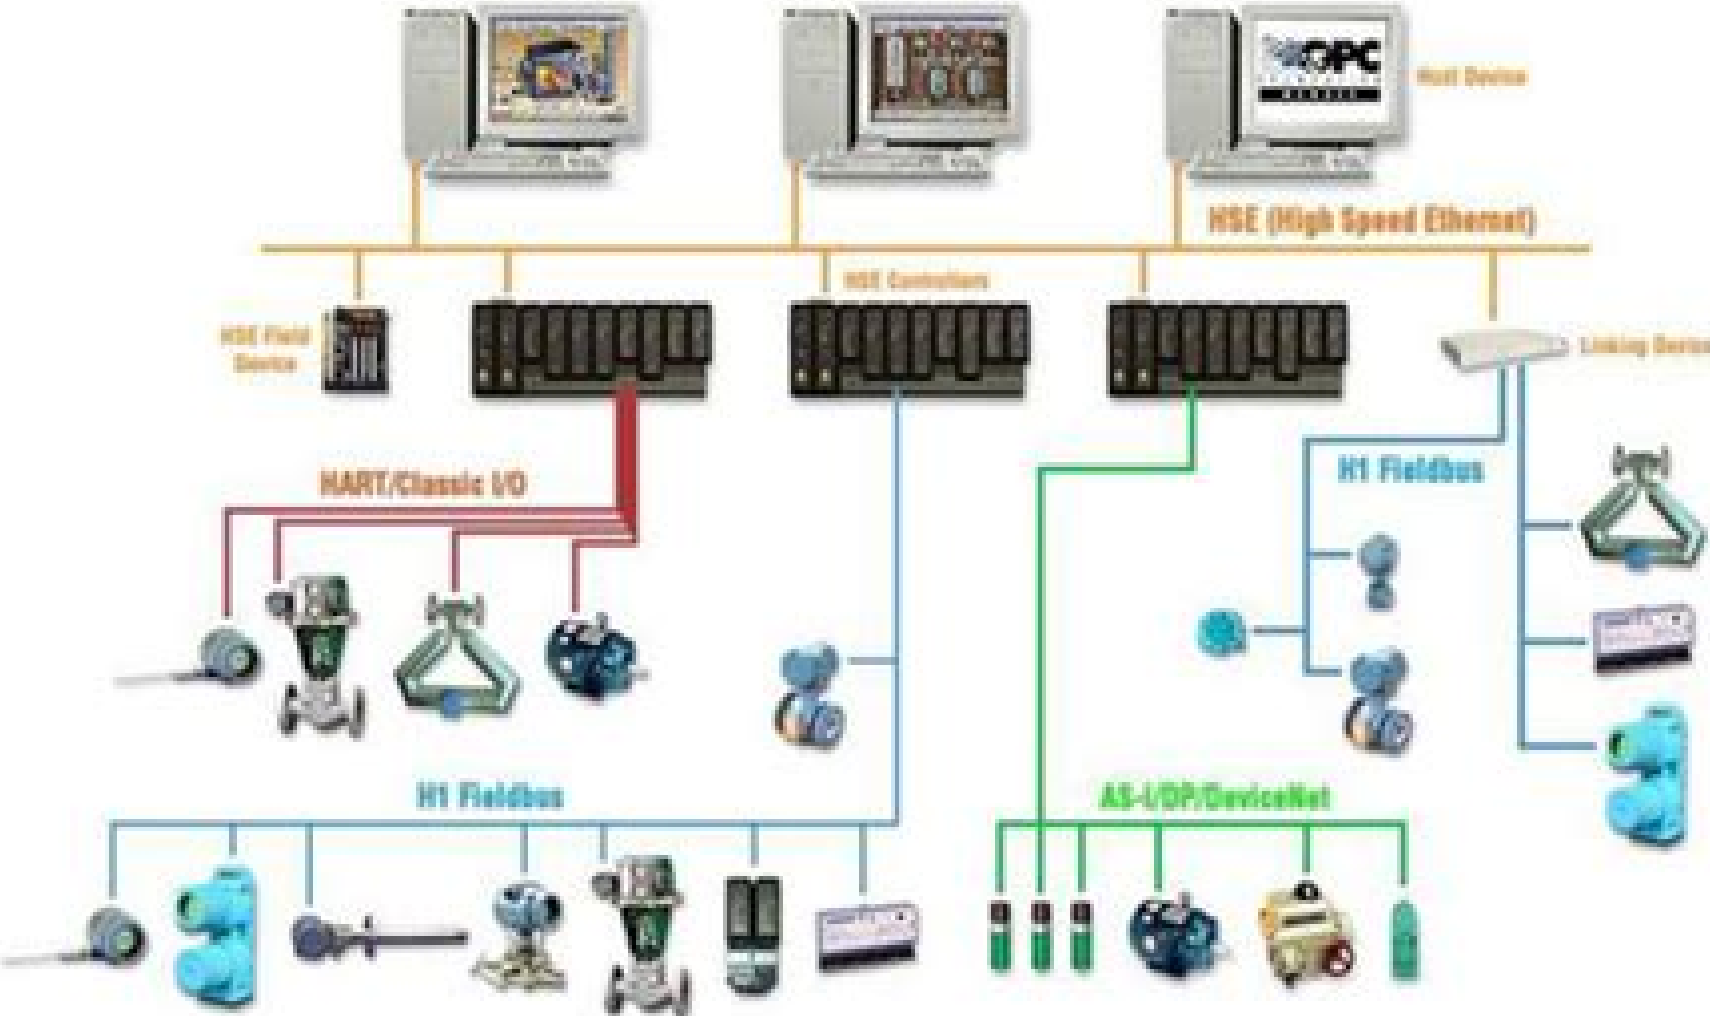 OPC
Host Device
HSE (High Speed Ethernet)
HSE Controllers
HSE Field
Device
Linking Device
HART/Classic I/O
H1 Fieldbus
H1 Fieldbus
AS-I/DP/DeviceNet